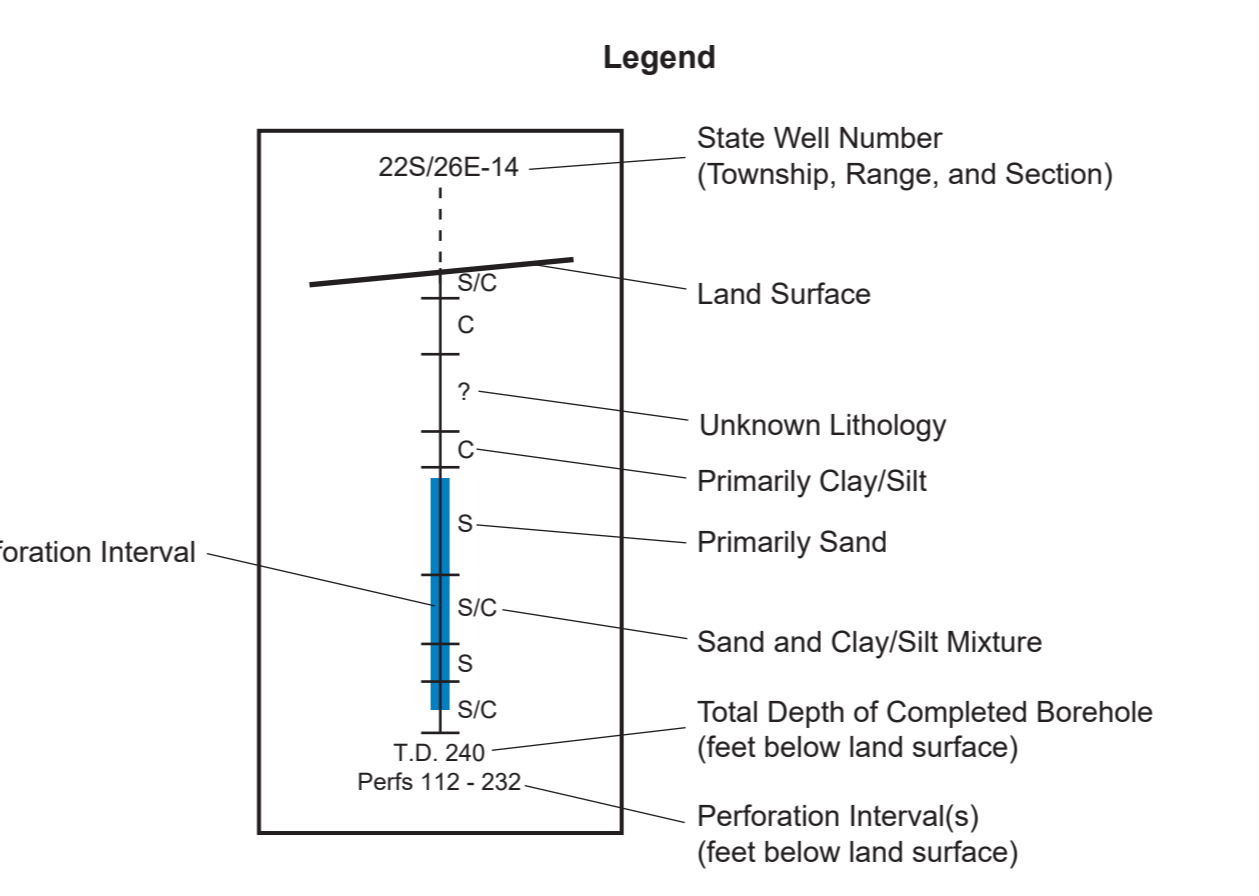 Legend
22S/26E-14
State Well Number
(Township, Range, and Section)
S/C
Land Surface
C
?
Unknown Lithology
C
Primarily Clay/Silt
S
Primarily Sand
foration Interval
S/C
Sand and Clay/Silt Mixture
S
S/C
T.D. 240
Total Depth of Completed Borehole
(feet below land surface)
Perfs 112 - 232
Perforation Interval(s)
(feet below land surface)